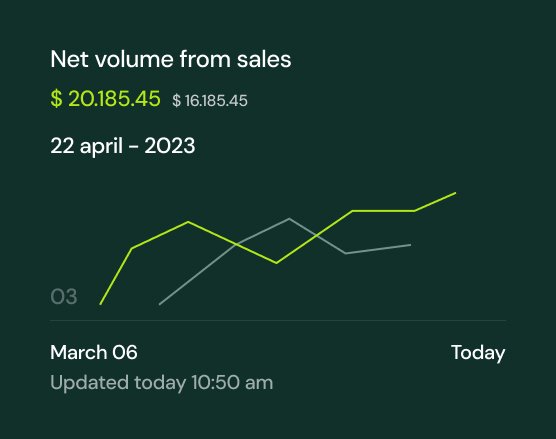 Net volume from sales
$ 20.185.45 $ 16.185.45
22 april - 2023
03
March 06 Today
Updated today 10:50 am